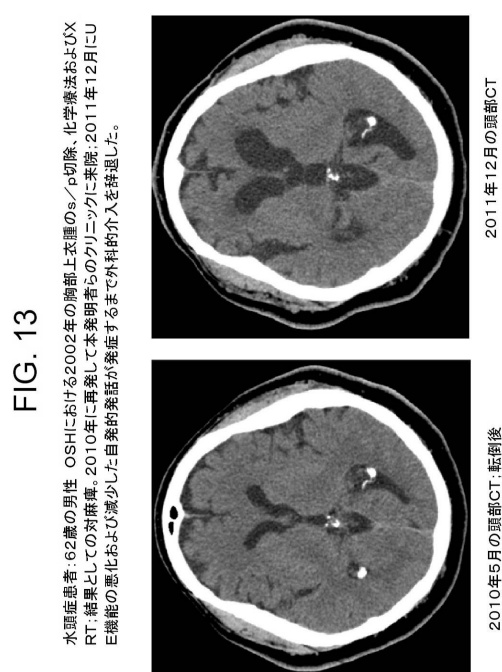 FIG. 13
水頭症患者：62歳の男性　OSHにおける2002年の胸部上衣腫のs／p切除、化学療法およびX
RT；結果としての対麻痺。2010年に再発して本発明者らのクリニックに来院；2011年12月にU
E機能の悪化および減少した自発的発話が発症するまで外科的介入を辞退した。
2010年5月の頭部CT；転倒後
2011年12月の頭部CT